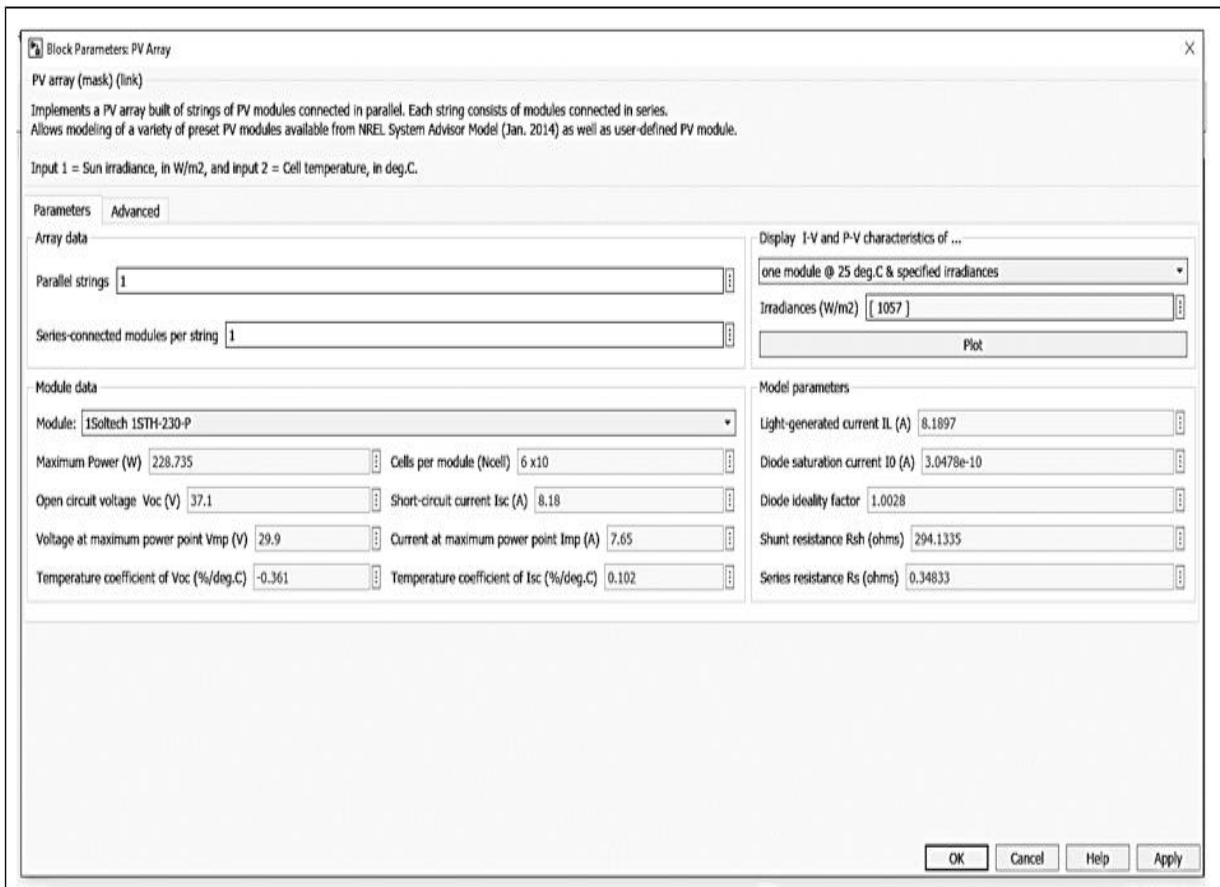 Block Parameters: PV Array
X
PV array (mask) (link)
Implements a PV array built of strings of PV modules connected in parallel. Each string consists of modules connected in series.
Allows modeling of a variety of preset PV modules available from NREL System Advisor Model (Jan. 2014) as well as user-defined PV module.
Input 1 = Sun irradiance, in W/m2, and input 2 = Cell temperature, in deg.C.
Parameters Advanced
Array data
Parallel strings 1
Series-connected modules per string 1
Display I-V and P-V characteristics of ...
one module @ 25 deg.C & specified irradiances
Irradiances (W/m2) [ 1057 ]
Plot
Module data
Module: 1Soltech 1STH-230-P
Maximum Power (W) 228.735 Cells per module (Ncell) 6 x10
Open circuit voltage Voc (V) 37.1 Short-circuit current Isc (A) 8.18
Voltage at maximum power point Vmp (V) 29.9 Current at maximum power point Imp (A) 7.65
Temperature coefficient of Voc (%/deg.C) -0.361 Temperature coefficient of Isc (%/deg.C) 0.102
Model parameters
Light-generated current IL (A) 8.1897
Diode saturation current I0 (A) 3.0478e-10
Diode ideality factor 1.0028
Shunt resistance Rsh (ohms) 294.1335
Series resistance Rs (ohms) 0.34833
OK Cancel Help Apply